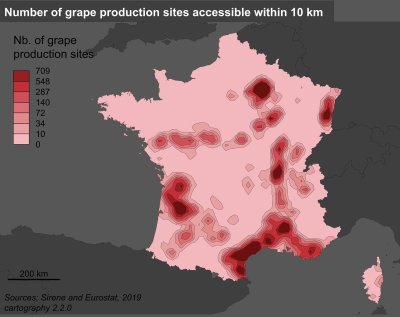 Number of grape production sites accessible within 10 km
Nb. of grape
production sites
709
548
287
140
72
34
10
0
200 km
Sources; Sirene and Eurostat, 2019
cartography 2.2.0